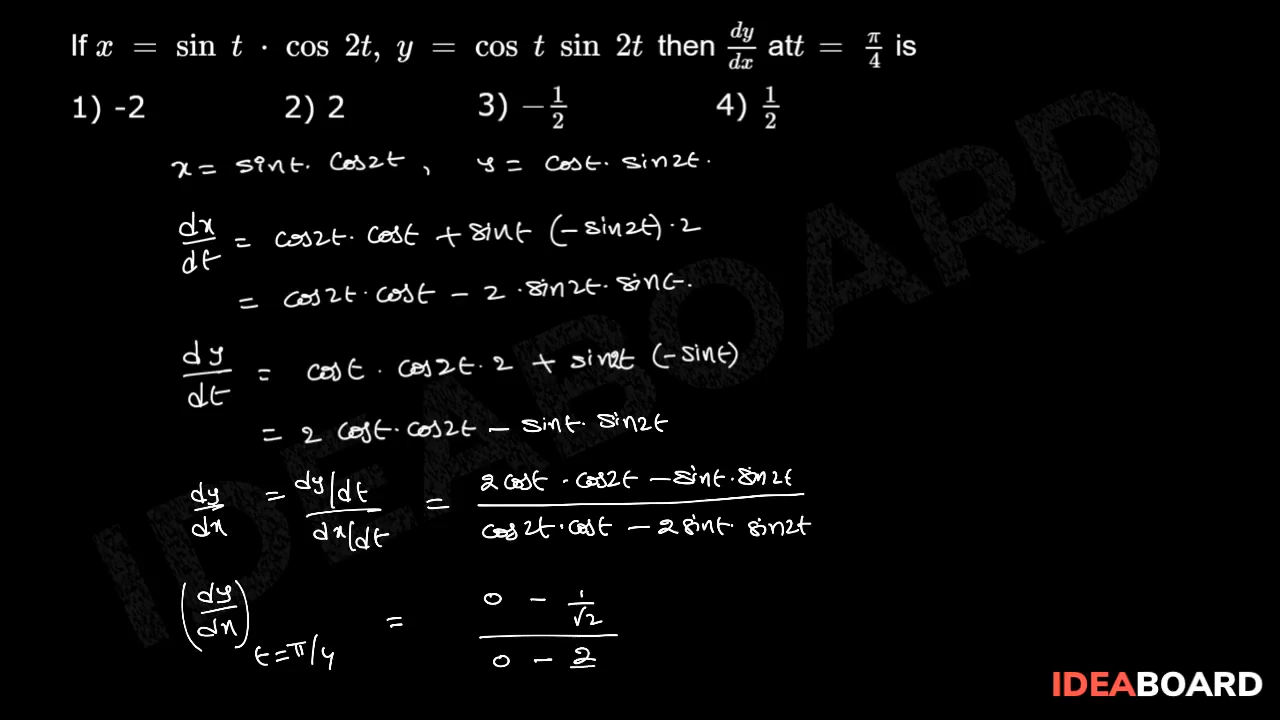 If x = sin t · cos 2t, y = cos t sin 2t then dy/dx at t = π/4 is
1) -2 2) 2 3) -1/2 4) 1/2
x = sint. cos2t, y = cost. sin2t.
dx/dt = cos2t. cost + sint (-sin2t).2
= cos2t. cost - 2.sin2t. sint.
dy/dt = cost. cos2t.2 + sin2t (-sint)
= 2 cost. cos2t - sint. sin2t
dy/dx = (dy/dt)/(dx/dt) = (2cost. cos2t - sint. sin2t)/(cos2t. cost - 2sint. sin2t)
(dy/dx) t=π/4 = (0 - 1/√2)/(0 - 2
IDEABOARD
IDEABOARD